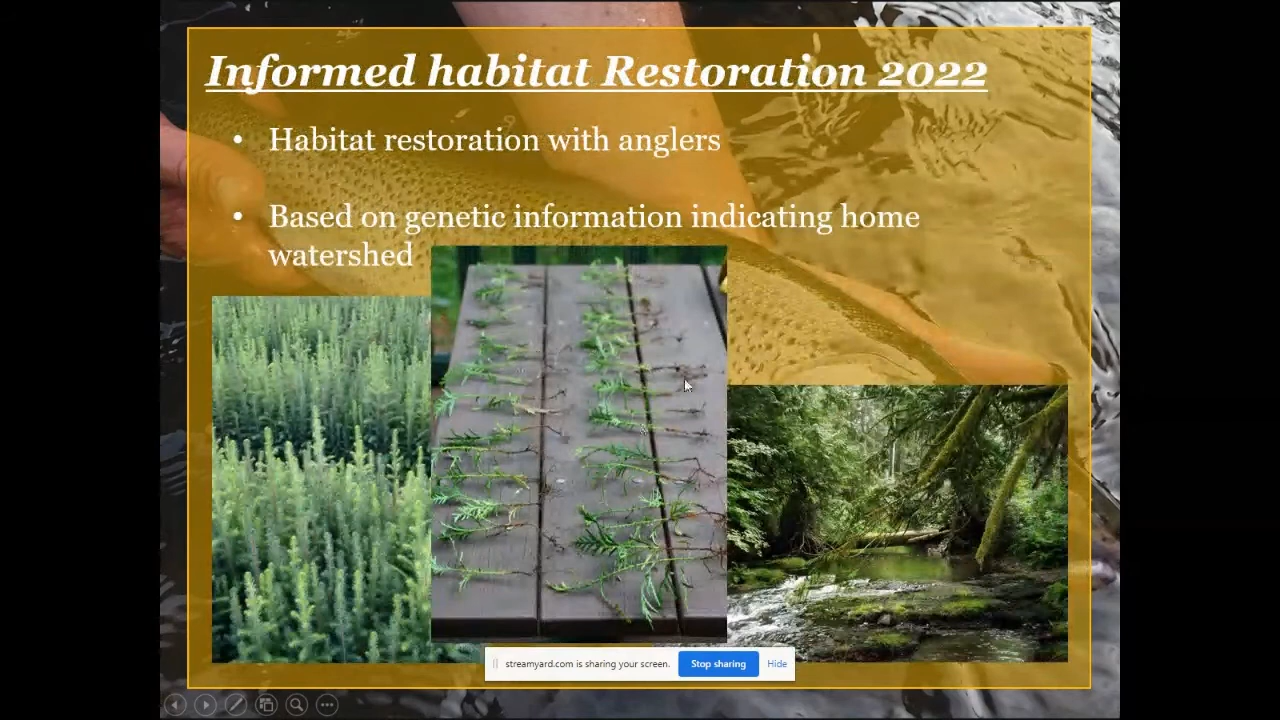 Informed habitat Restoration 2022
• Habitat restoration with anglers
• Based on genetic information indicating home
watershed
streamyard.com is sharing your screen. Stop sharing Hide